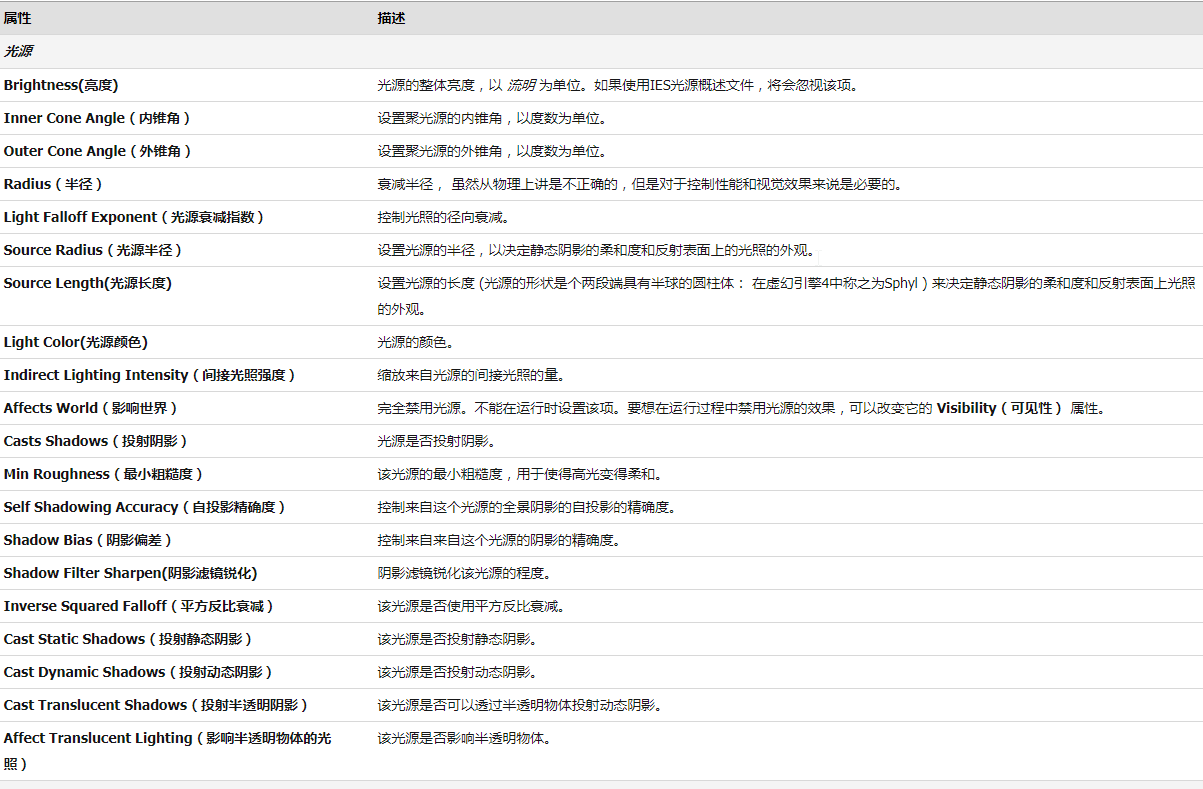 属性 描述
光源
Brightness(亮度) 光源的整体亮度，以 流明 为单位。如果使用IES光源概述文件，将会忽视该项。
Inner Cone Angle（内锥角） 设置聚光源的内锥角，以度数为单位。
Outer Cone Angle（外锥角） 设置聚光源的外锥角，以度数为单位。
Radius（半径） 衰减半径， 虽然从物理上讲是不正确的，但是对于控制性能和视觉效果来说是必要的。
Light Falloff Exponent（光源衰减指数） 控制光照的径向衰减。
Source Radius（光源半径） 设置光源的半径，以决定静态阴影的柔和度和反射表面上的光照的外观。
Source Length(光源长度) 设置光源的长度 (光源的形状是个两段端具有半球的圆柱体： 在虚幻引擎4中称之为Sphyl）来决定静态阴影的柔和度和反射表面上光照
的外观。
Light Color(光源颜色) 光源的颜色。
Indirect Lighting Intensity（间接光照强度） 缩放来自光源的间接光照的量。
Affects World（影响世界） 完全禁用光源。不能在运行时设置该项。要想在运行过程中禁用光源的效果，可以改变它的 Visibility（可见性） 属性。
Casts Shadows（投射阴影） 光源是否投射阴影。
Min Roughness（最小粗糙度） 该光源的最小粗糙度，用于使得高光变得柔和。
Self Shadowing Accuracy（自投影精确度） 控制来自这个光源的全景阴影的自投影的精确度。
Shadow Bias（阴影偏差） 控制来自来自这个光源的阴影的精确度。
Shadow Filter Sharpen(阴影滤镜锐化) 阴影滤镜锐化该光源的程度。
Inverse Squared Falloff（平方反比衰减） 该光源是否使用平方反比衰减。
Cast Static Shadows（投射静态阴影） 该光源是否投射静态阴影。
Cast Dynamic Shadows（投射动态阴影） 该光源是否投射动态阴影。
Cast Translucent Shadows（投射半透明阴影） 该光源是否可以透过半透明物体投射动态阴影。
Affect Translucent Lighting（影响半透明物体的光 该光源是否影响半透明物体。
照）